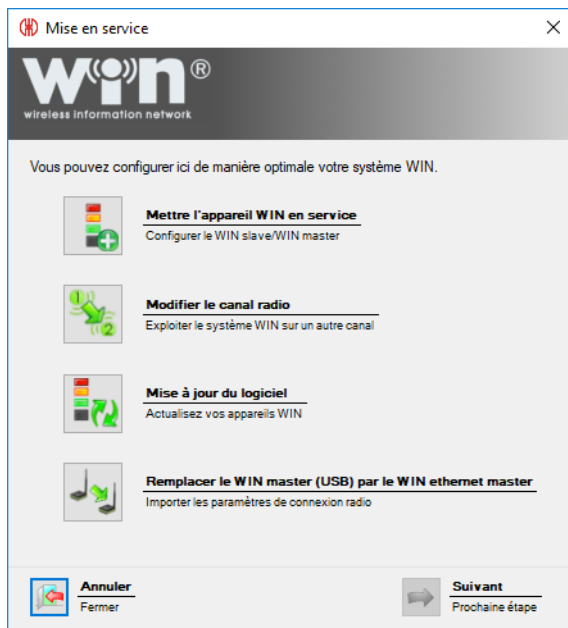 Mise en service
WIN®
wireless information network
Vous pouvez configurer ici de manière optimale votre système WIN.
Mettre l'appareil WIN en service
Configurer le WIN slave/WIN master
1
2
Modifier le canal radio
Exploiter le système WIN sur un autre canal
Mise à jour du logiciel
Actualisez vos appareils WIN
Remplacer le WIN master (USB) par le WIN ethernet master
Importer les paramètres de connexion radio
Annuler
Fermer
Suivant
Prochaine étape